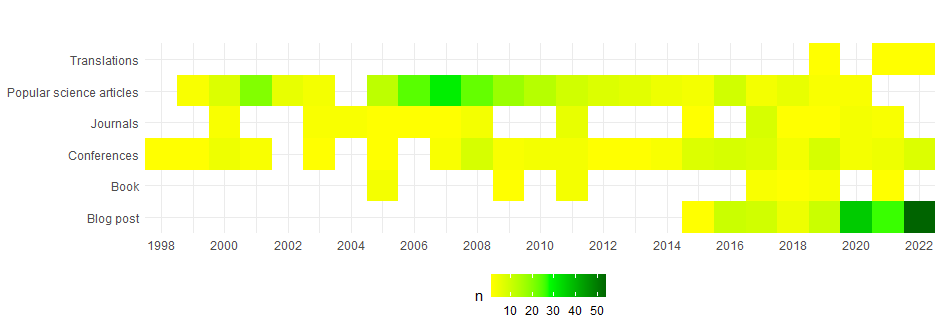 Translations
Popular science articles
Journals
Conferences
Book
Blog post
1998 2000 2002 2004 2006 2008 2010 2012 2014 2016 2018 2020 2022
n
10 20 30 40 50